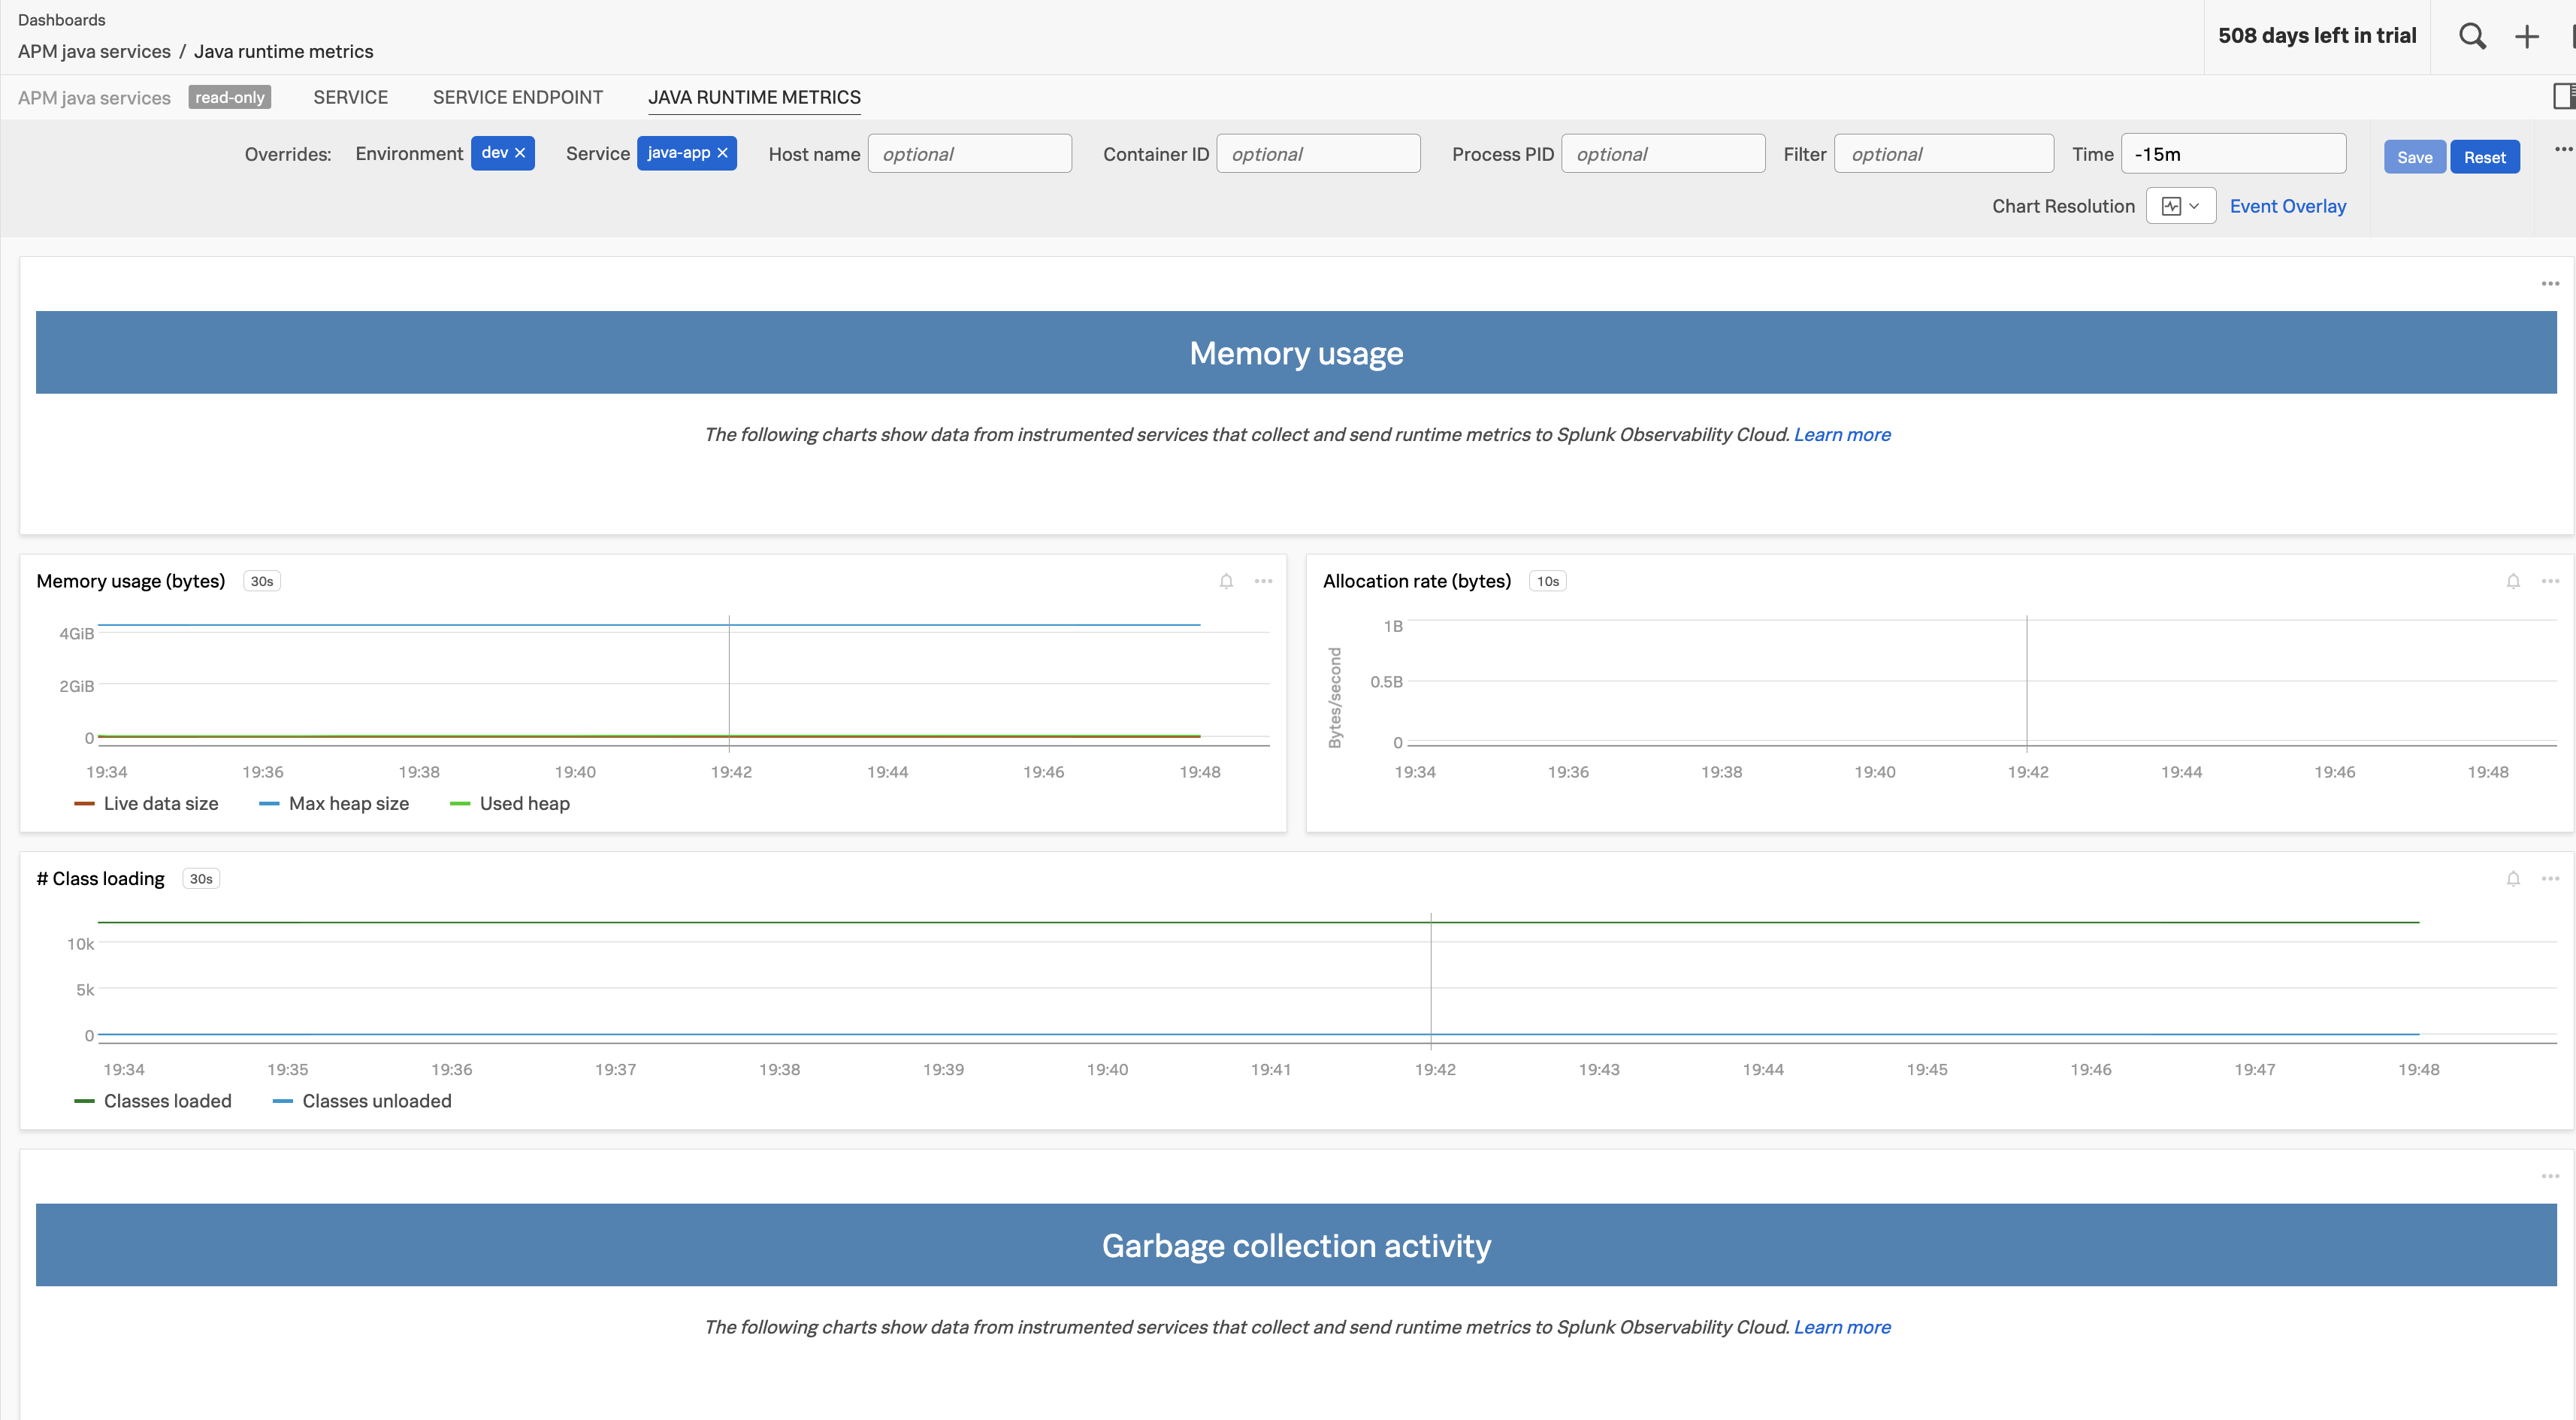 Dashboards
APM java services / Java runtime metrics
508 days left in trial
APM java services read-only SERVICE SERVICE ENDPOINT JAVA RUNTIME METRICS
Overrides: Environment dev × Service java-app × Host name optional Container ID optional Process PID optional Filter optional Time -15m Save Reset
Chart Resolution Event Overlay
Memory usage
The following charts show data from instrumented services that collect and send runtime metrics to Splunk Observability Cloud. Learn more
Memory usage (bytes) 30s
4GiB
2GiB
0
19:34 19:36 19:38 19:40 19:42 19:44 19:46 19:48
Live data size Max heap size Used heap
Allocation rate (bytes) 10s
Bytes/second
1B
0.5B
0
19:34 19:36 19:38 19:40 19:42 19:44 19:46 19:48
# Class loading 30s
10k
5k
0
19:34 19:35 19:36 19:37 19:38 19:39 19:40 19:41 19:42 19:43 19:44 19:45 19:46 19:47 19:48
Classes loaded Classes unloaded
Garbage collection activity
The following charts show data from instrumented services that collect and send runtime metrics to Splunk Observability Cloud. Learn more